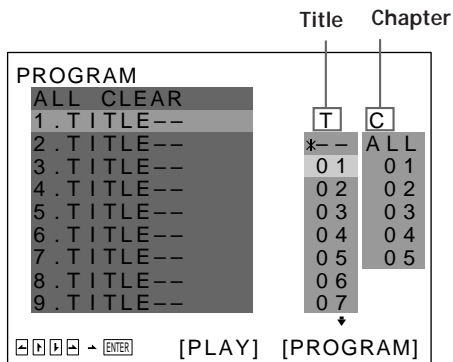 Title Chapter
PROGRAM
ALL CLEAR
1.TITLE–– T C
2.TITLE–– *–– ALL
3.TITLE–– 01 01
4.TITLE–– 02 02
5.TITLE–– 03 03
6.TITLE–– 04 04
7.TITLE–– 05 05
8.TITLE–– 06
9.TITLE–– 07
ENTER [PLAY] [PROGRAM]